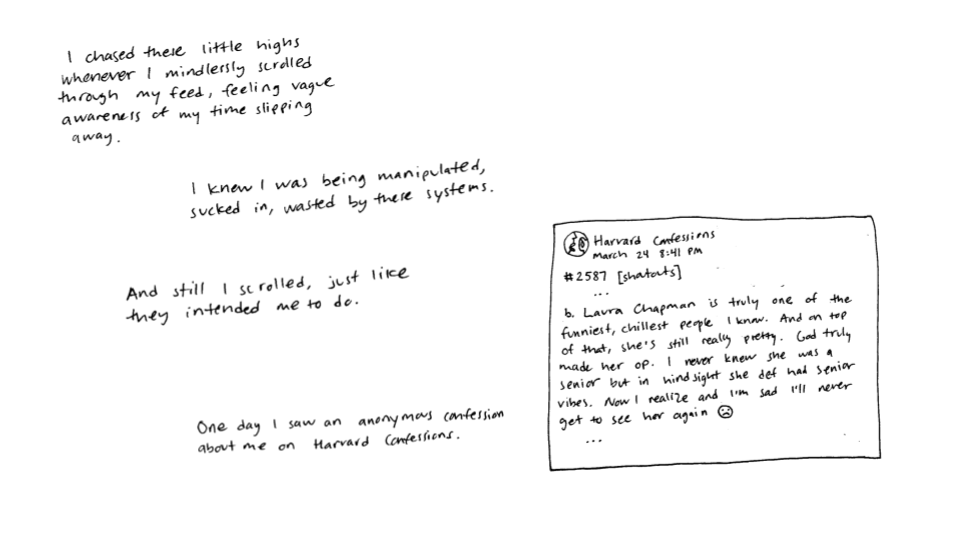 I chased these little highs
whenever I mindlessly scrolled
through my feed, feeling vague
awareness of my time slipping
away.
I knew I was being manipulated,
sucked in, wasted by these systems.
And still I scrolled, just like
they intended me to do.
One day I saw an anonymous confession
about me on Harvard Confessions.
Harvard Confessions
March 24 8:41 PM
#2587 [shoutouts]
...
b. Laura Chapman is truly one of the
funniest, chillest people I know. And on top
of that, she's still really pretty. God truly
made her op. I never knew she was a
senior but in hindsight she def had senior
vibes. Now I realize and I'm sad I'll never
get to see her again ☹
...